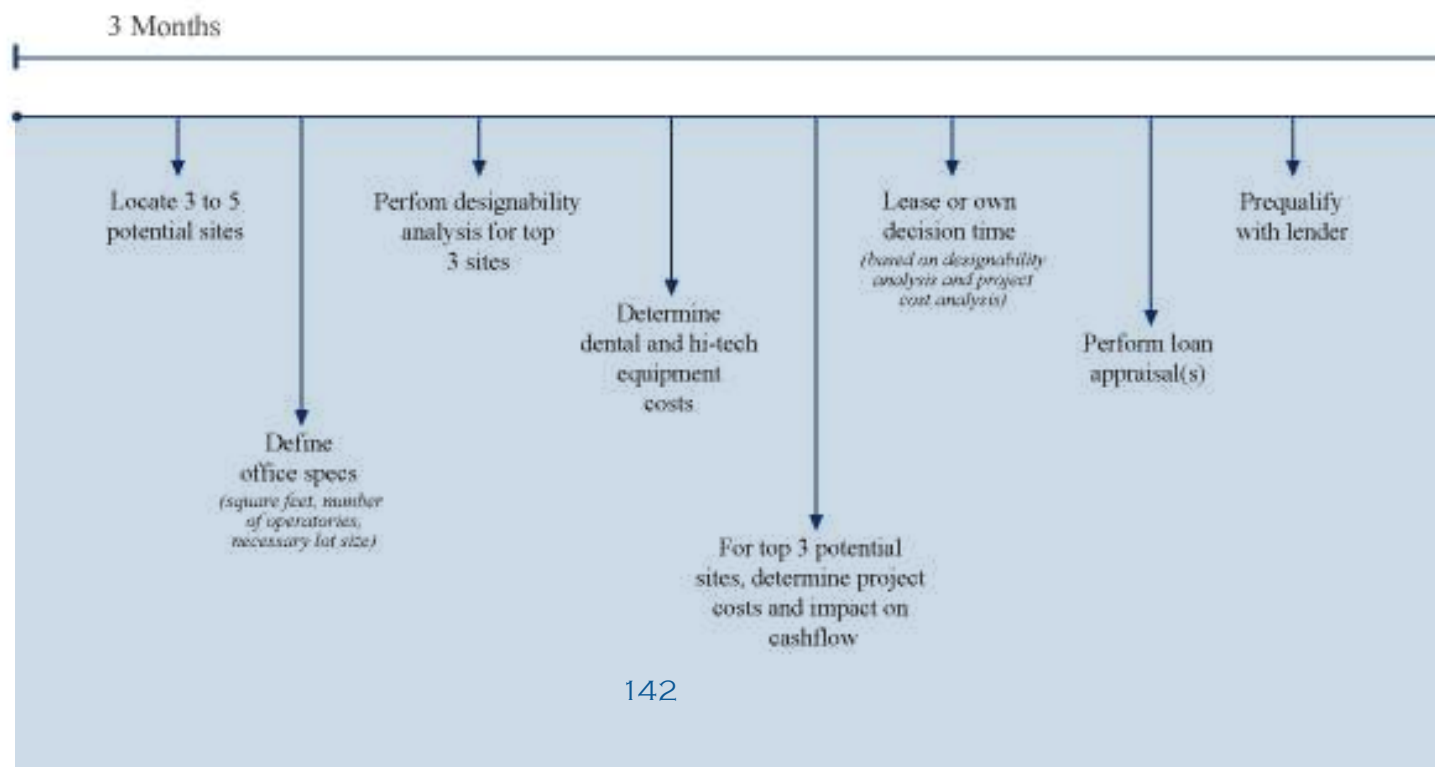 3 Months
Locate 3 to 5
potential sites
Define
office specs
(square feet, number
of operatories,
necessary lot size)
Perfom designability
analysis for top
3 sites
Determine
dental and hi-tech
equipment
costs
For top 3 potential
sites, determine project
costs and impact on
cashflow
Lease or own
decision time
(based on designability
analysis and project
cost analysis)
Perform loan
appraisal(s)
Prequalify
with lender
142